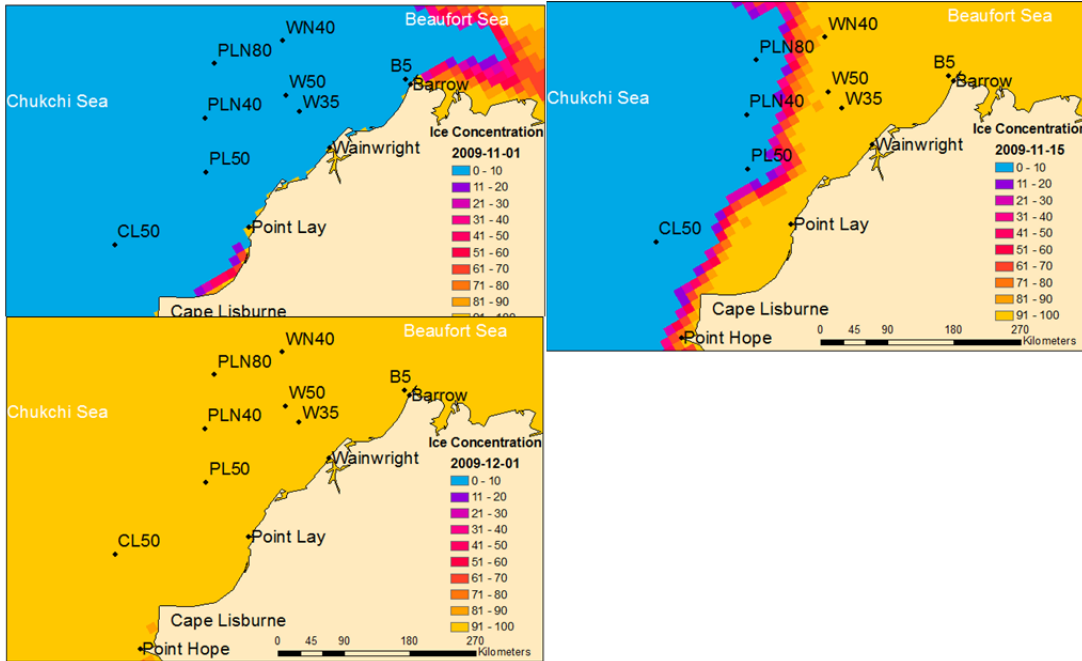 Beaufort Sea
WN40
PLN80
B5
Barrow
W50
W35
Chukchi Sea
PLN40
Ice Concentration
2009-11-01
Wainwright
0 - 10
11 - 20
PL50
21 - 30
31 - 40
41 - 50
Point Lay
51 - 60
CL50
61 - 70
71 - 80
81 - 90
Cape Lisburne
91 - 100
Beaufort Sea
WN40
PLN80
B5
Barrow
W50
W35
Chukchi Sea
PLN40
Ice Concentration
2009-11-15
Wainwright
0 - 10
PL50
11 - 20
21 - 30
31 - 40
41 - 50
Point Lay
51 - 60
CL50
61 - 70
71 - 80
81 - 90
Cape Lisburne
91 - 100
0 45 90 180 270
Kilometers
Point Hope
Beaufort Sea
WN40
PLN80
B5
Barrow
W50
W35
Chukchi Sea
PLN40
Ice Concentration
2009-12-01
Wainwright
0 - 10
11 - 20
PL50
21 - 30
31 - 40
41 - 50
Point Lay
51 - 60
CL50
61 - 70
71 - 80
81 - 90
Cape Lisburne
91 - 100
0 45 90 180 270
Kilometers
Point Hope